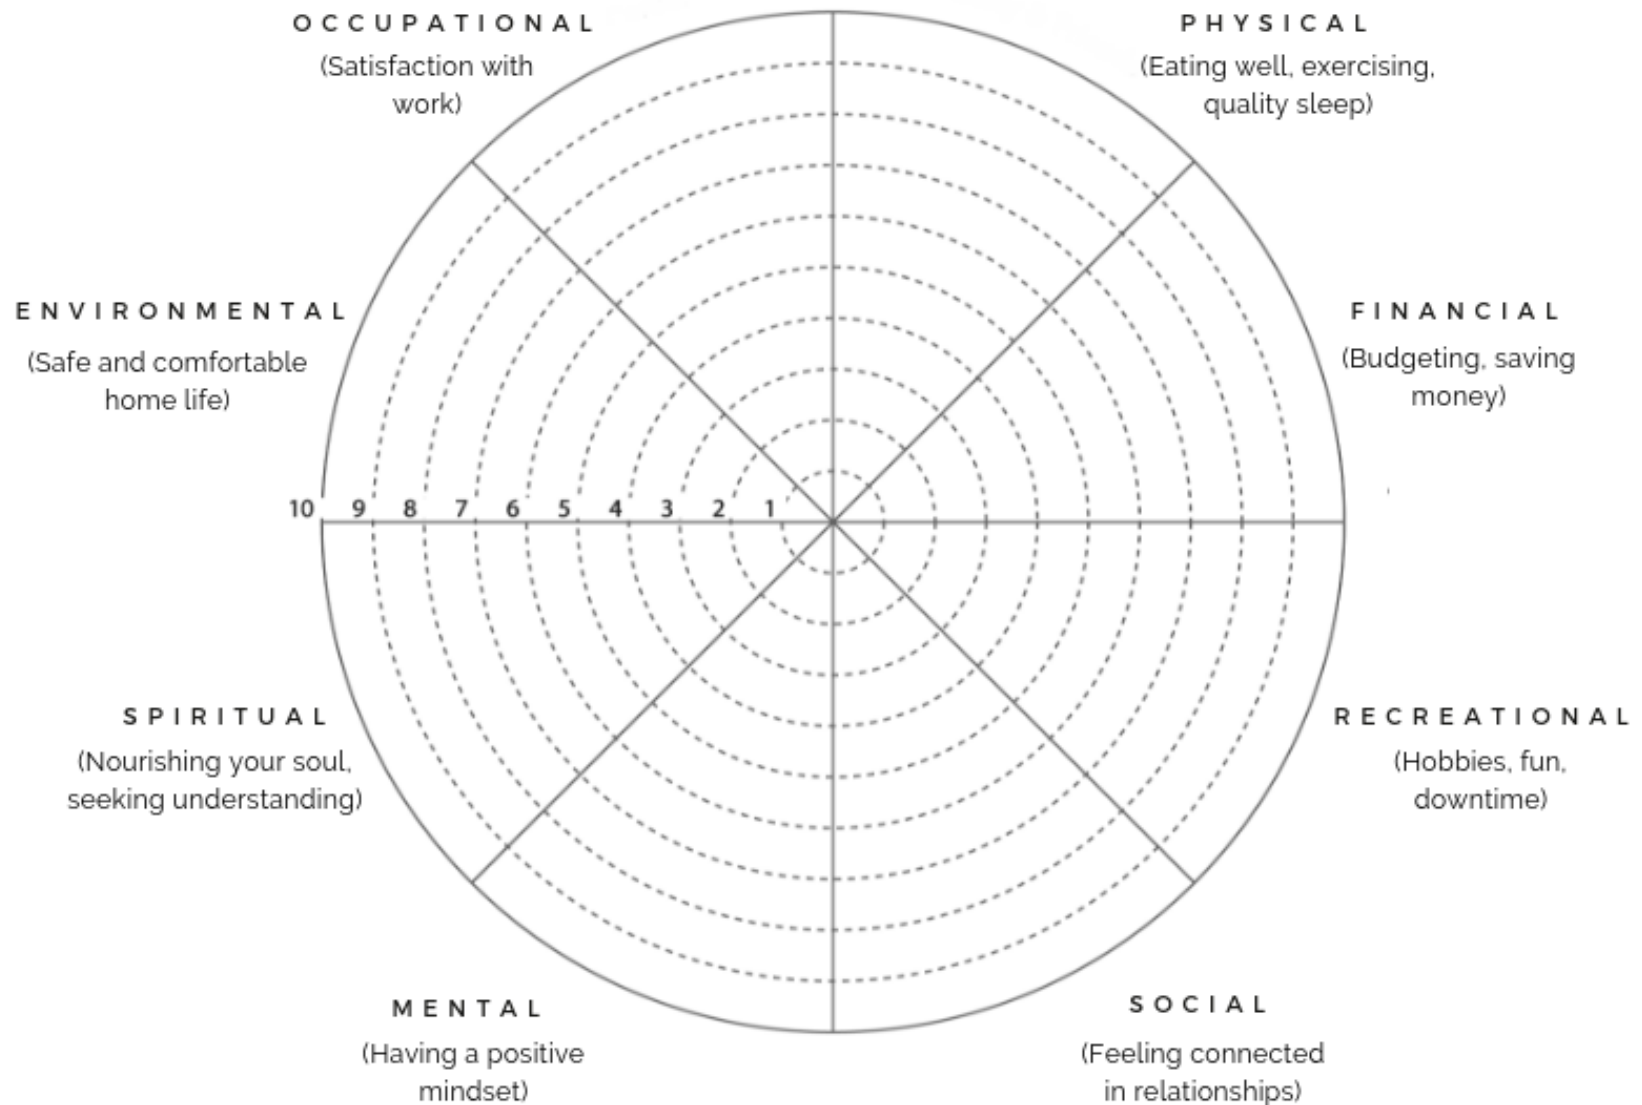 OCCUPATIONAL
(Satisfaction with
work)
PHYSICAL
(Eating well, exercising,
quality sleep)
ENVIRONMENTAL
(Safe and comfortable
home life)
FINANCIAL
(Budgeting, saving
money)
10 9 8 7 6 5 4 3 2 1
SPIRITUAL
(Nourishing your soul,
seeking understanding)
RECREATIONAL
(Hobbies, fun,
downtime)
MENTAL
(Having a positive
mindset)
SOCIAL
(Feeling connected
in relationships)